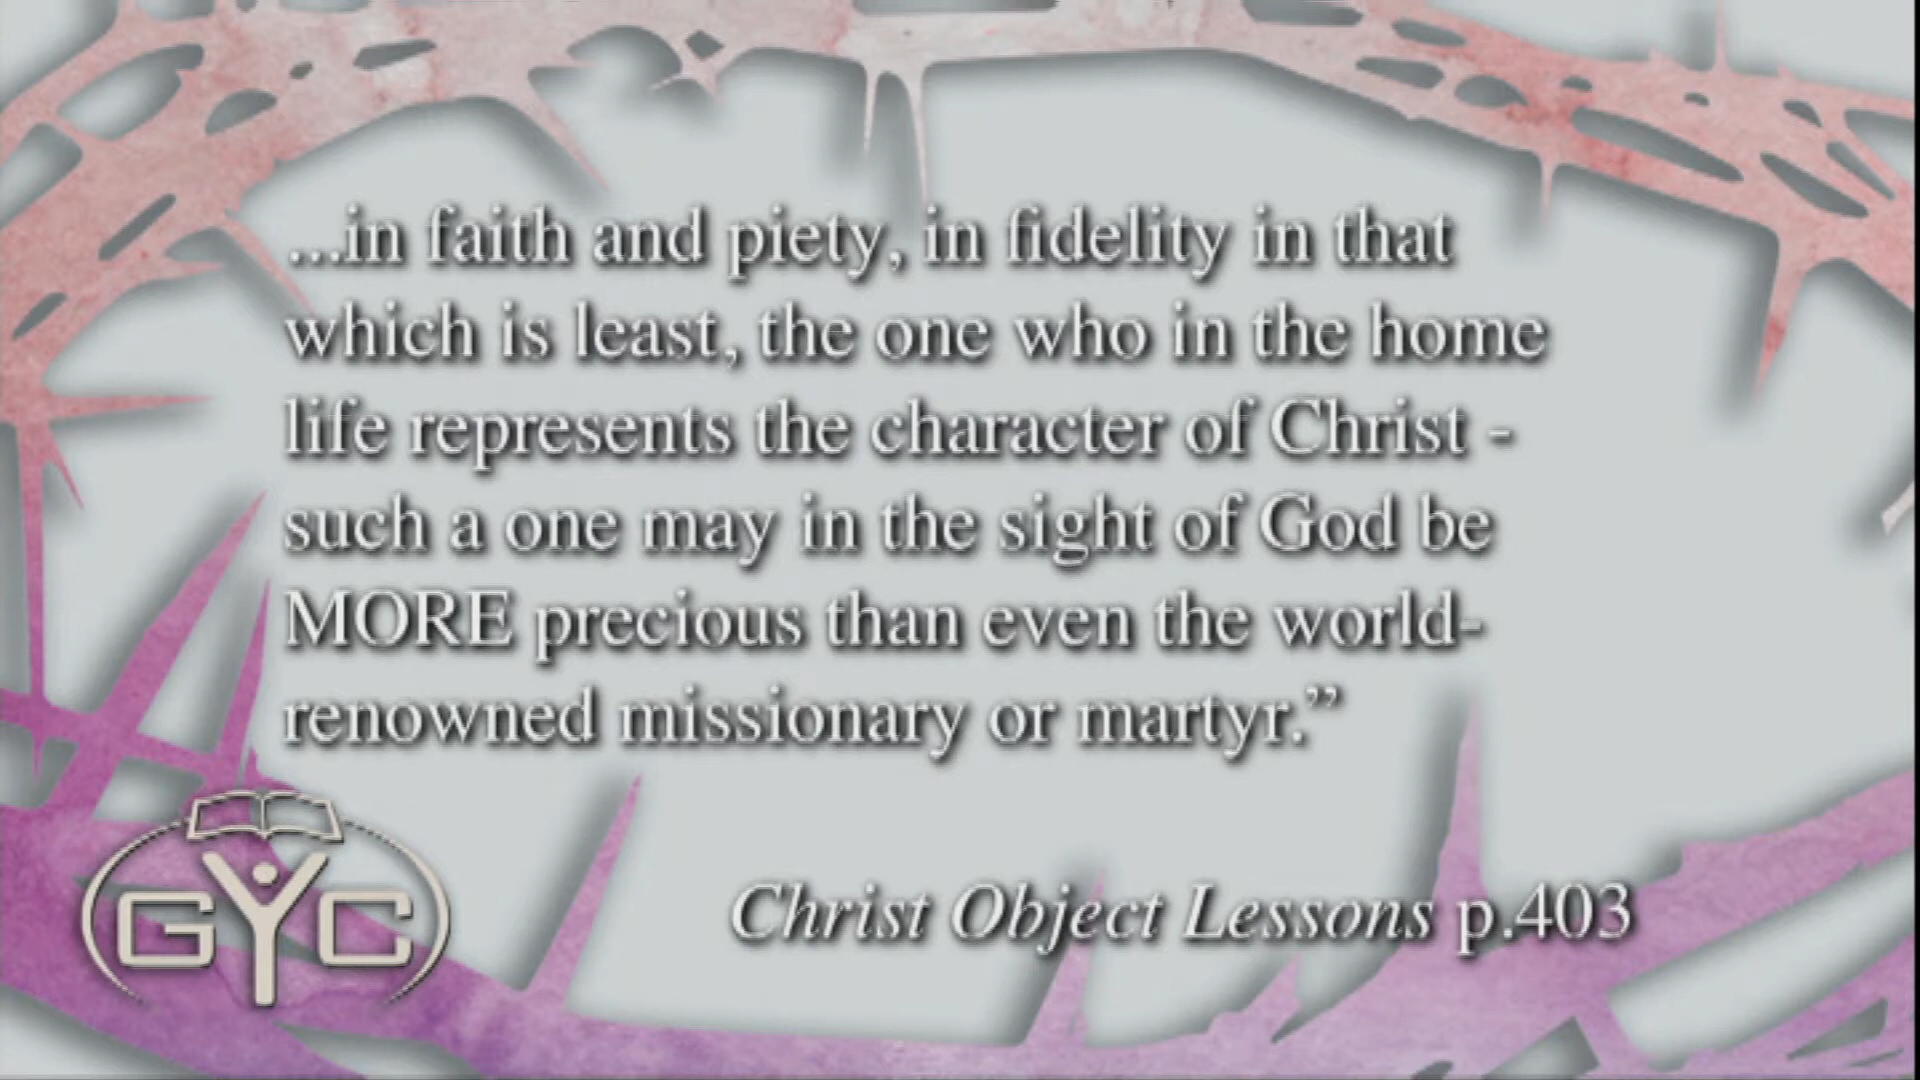 ...in faith and piety, in fidelity in that
which is least, the one who in the home
life represents the character of Christ -
such a one may in the sight of God be
MORE precious than even the world-
renowned missionary or martyr.”
Christ Object Lessons p.403
GYC